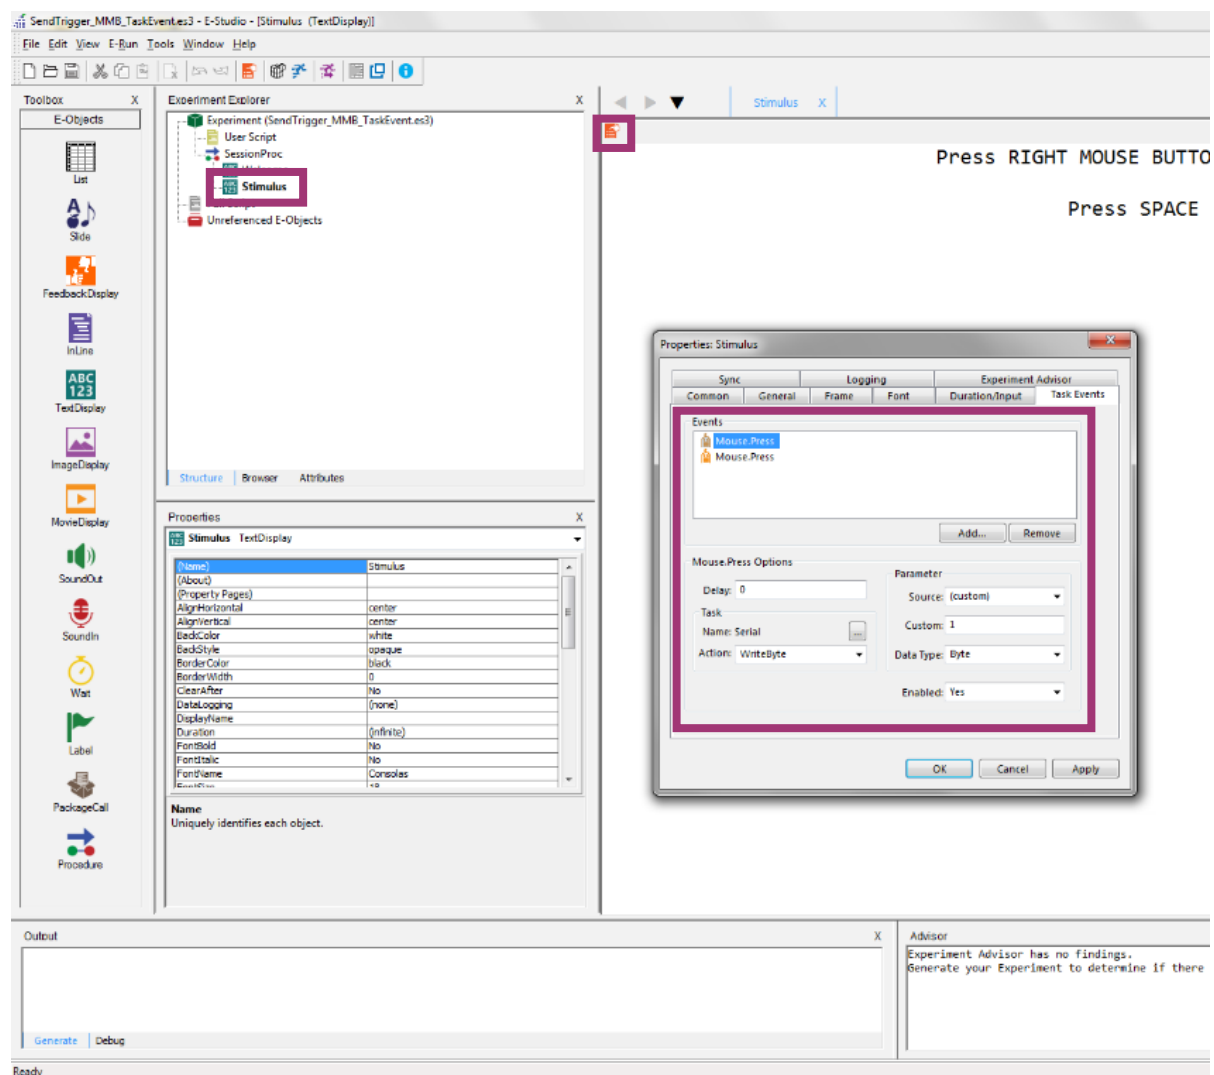 SendTrigger_MMB_TaskEvent.es3 - E-Studio - [Stimulus (TextDisplay)]
File Edit View E-Run Tools Window Help
Toolbox X
E-Objects
List
Slide
FeedbackDisplay
InLine
ABC
123
TextDisplay
ImageDisplay
MovieDisplay
SoundOut
SoundIn
Wait
Label
PackageCall
Procedure
Experiment Explorer X
Experiment (SendTrigger_MMB_TaskEvent.es3)
User Script
SessionProc
Stimulus
Unreferenced E-Objects
Structure Browser Attributes
Properties X
Stimulus TextDisplay
(Name) Stimulus
(About)
(Property Pages)
AlignHorizontal center
AlignVertical center
BackColor white
BackStyle opaque
BorderColor black
BorderWidth 0
ClearAfter No
DataLogging (none)
DisplayName
Duration (infinite)
FontBold No
FontItalic No
FontName Consolas
FontSize 18
Name
Uniquely identifies each object.
Stimulus X
Press RIGHT MOUSE BUTTO
Press SPACE
Properties: Stimulus
Sync Logging Experiment Advisor
Common General Frame Font Duration/Input Task Events
Events
Mouse.Press
Mouse.Press
Add... Remove
Mouse.Press Options
Delay: 0
Task
Name: Serial ...
Action: WriteByte
Parameter
Source: (custom)
Custom: 1
Data Type: Byte
Enabled: Yes
OK Cancel Apply
Output X
Generate Debug
Advisor
Experiment Advisor has no findings.
Generate your Experiment to determine if there
Ready